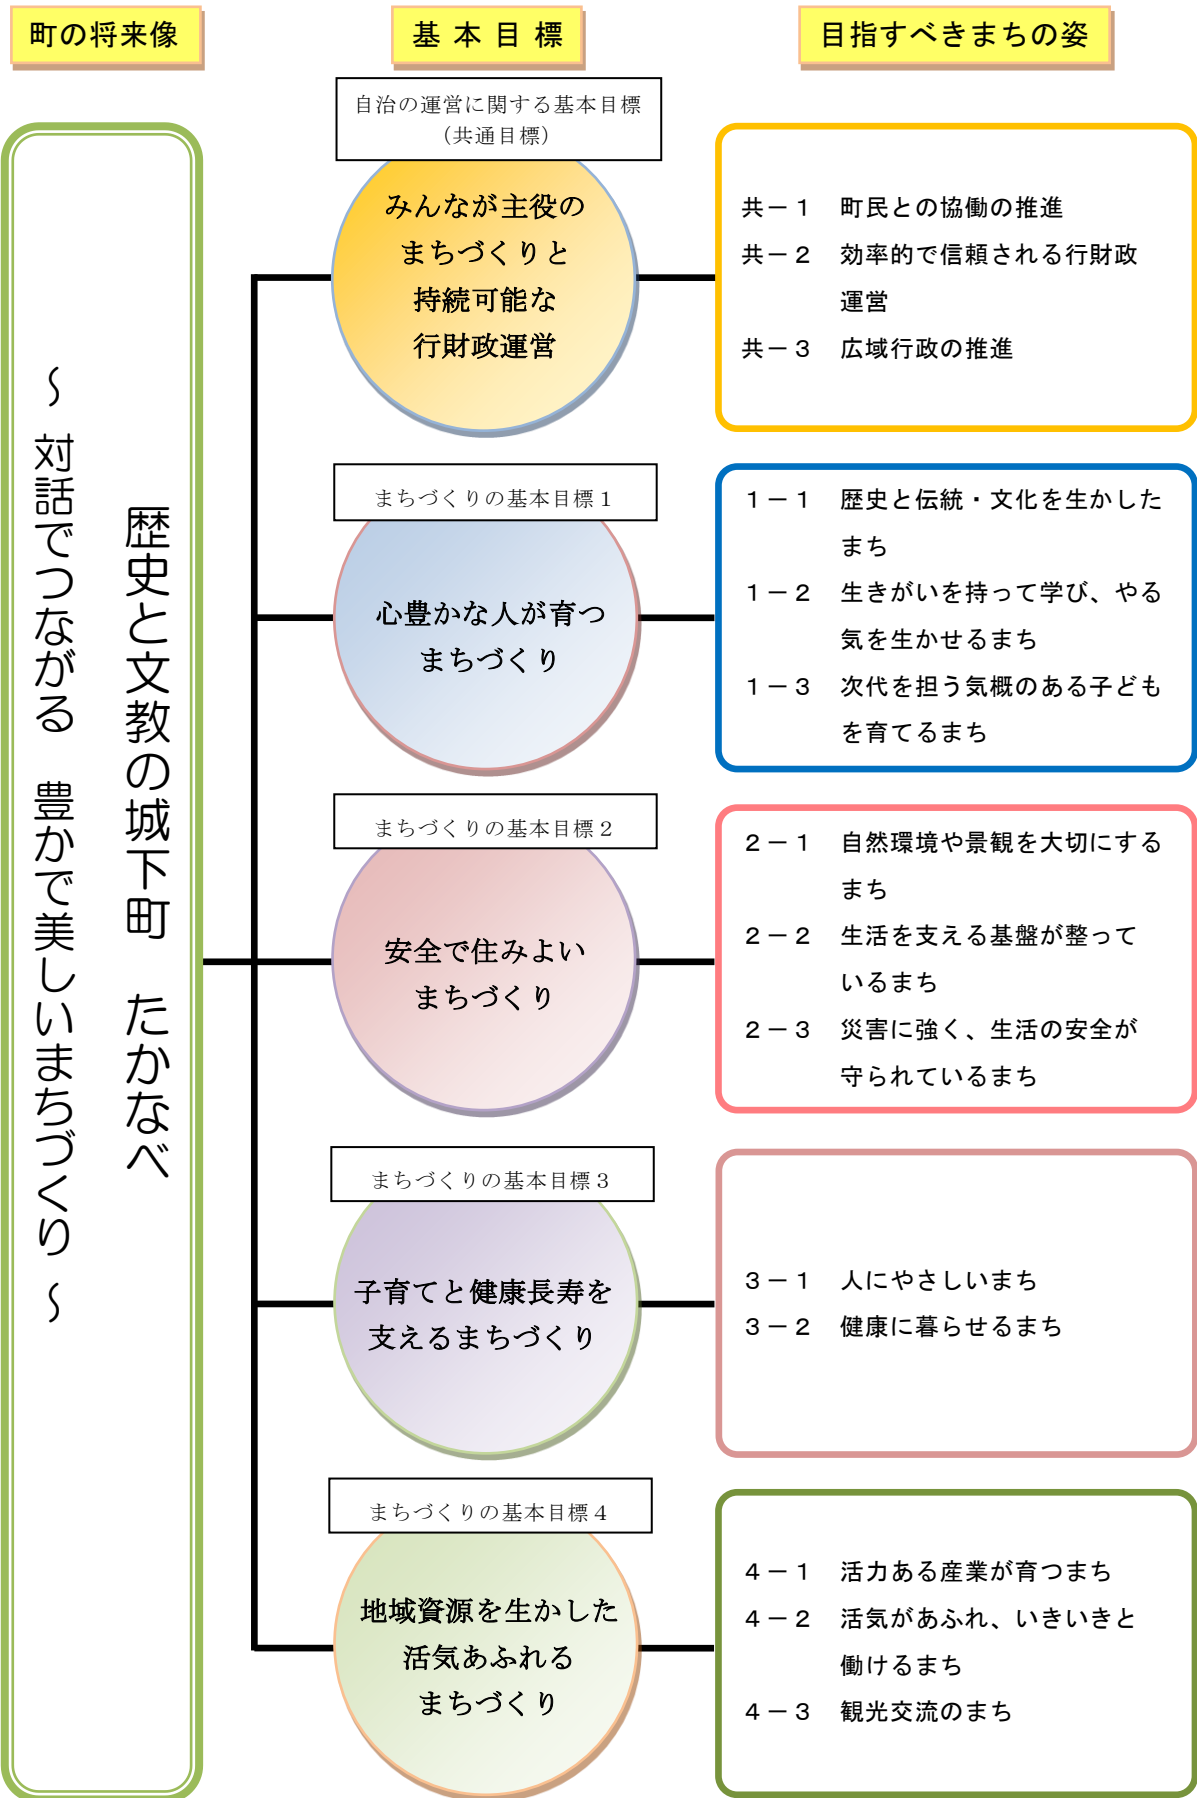 町の将来像
基本目標
目指すべきまちの姿
歴史と文教の城下町　たかなべ
～ 対話でつながる　豊かで美しいまちづくり ～
自治の運営に関する基本目標
（共通目標）
みんなが主役の
まちづくりと
持続可能な
行財政運営
共－１　町民との協働の推進
共－２　効率的で信頼される行財政
運営
共－３　広域行政の推進
まちづくりの基本目標１
心豊かな人が育つ
まちづくり
１－１　歴史と伝統・文化を生かした
まち
１－２　生きがいを持って学び、やる
気を生かせるまち
１－３　次代を担う気概のある子ども
を育てるまち
まちづくりの基本目標２
安全で住みよい
まちづくり
２－１　自然環境や景観を大切にする
まち
２－２　生活を支える基盤が整って
いるまち
２－３　災害に強く、生活の安全が
守られているまち
まちづくりの基本目標３
子育てと健康長寿を
支えるまちづくり
３－１　人にやさしいまち
３－２　健康に暮らせるまち
まちづくりの基本目標４
地域資源を生かした
活気あふれる
まちづくり
４－１　活力ある産業が育つまち
４－２　活気があふれ、いきいきと
働けるまち
４－３　観光交流のまち